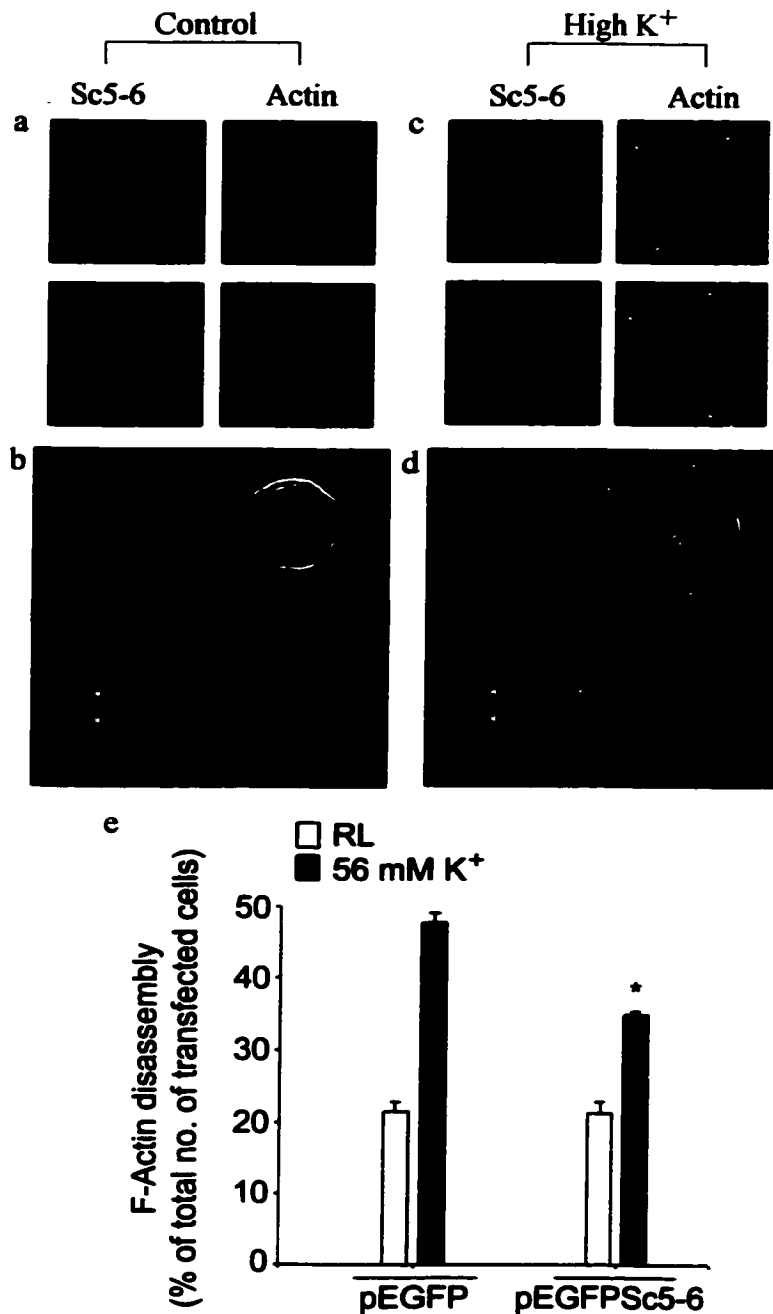 Control
High K⁺
Sc5-6 Actin
Sc5-6 Actin
a
c
b
d
e
RL
56 mM K⁺
F-Actin disassembly
(% of total no. of transfected cells)
50
40
30
20
10
0
*
pEGFP
pEGFPSc5-6